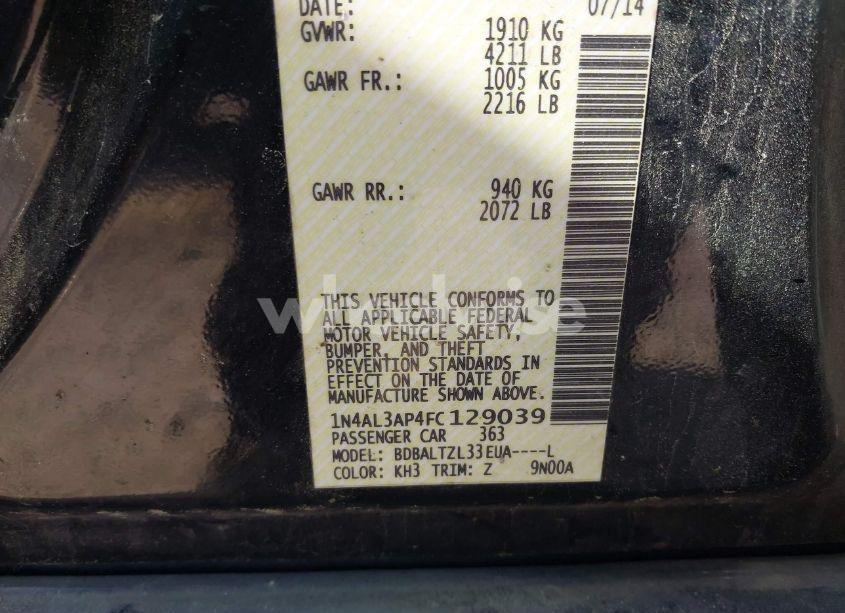 DATE: 07/14
GVWR: 1910 KG
4211 LB
GAWR FR.: 1005 KG
2216 LB
GAWR RR.: 940 KG
2072 LB
THIS VEHICLE CONFORMS TO
ALL APPLICABLE FEDERAL
MOTOR VEHICLE SAFETY,
BUMPER, AND THEFT
PREVENTION STANDARDS IN
EFFECT ON THE DATE OF
MANUFACTURE SHOWN ABOVE.
1N4AL3AP4FC129039
PASSENGER CAR 363
MODEL: BDBALTZL33EUA----L
COLOR: KH3 TRIM: Z 9N00A